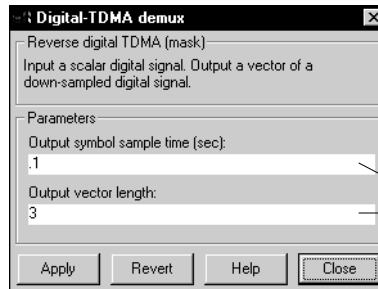 Digital-TDMA demux
Reverse digital TDMA (mask)
Input a scalar digital signal. Output a vector of a
down-sampled digital signal.
Parameters
Output symbol sample time (sec):
.1
Output vector length:
3
Apply Revert Help Close